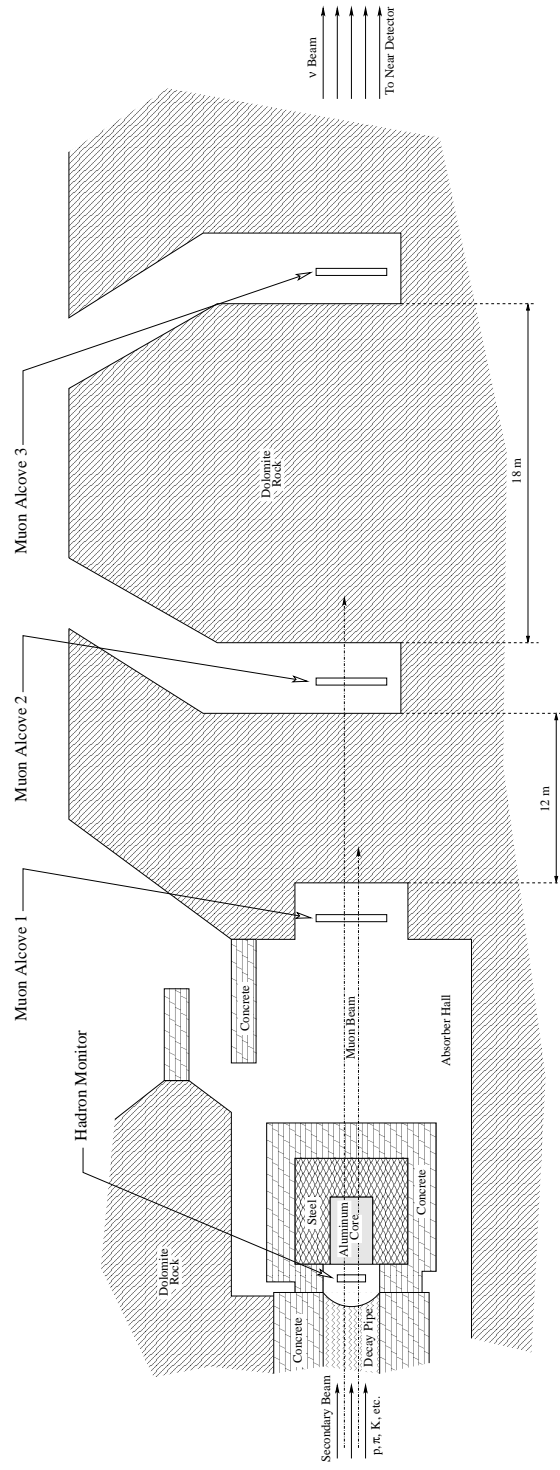 Muon Alcove 1
Muon Alcove 2
Muon Alcove 3
Hadron Monitor
Dolomite
Rock
Concrete
Dolomite
Rock
Concrete
Steel
Aluminum
Core
Concrete
Decay Pipe
Secondary Beam
p, π, K, etc.
Muon Beam
Absorber Hall
ν Beam
To Near Detector
12 m
18 m